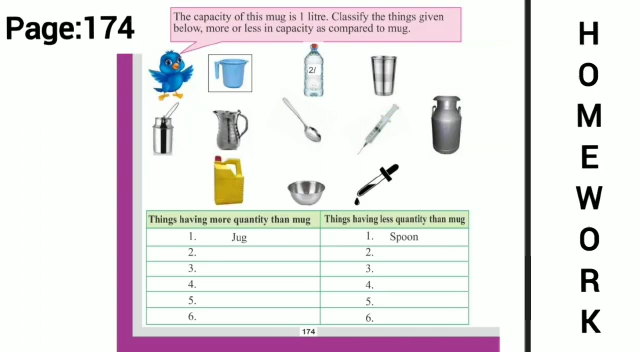 Page:174
The capacity of this mug is 1 litre. Classify the things given
below, more or less in capacity as compared to mug.
2l
Things having more quantity than mug Things having less quantity than mug
1. Jug 1. Spoon
2. 2.
3. 3.
4. 4.
5. 5.
6. 6.
174
H
O
M
E
W
O
R
K